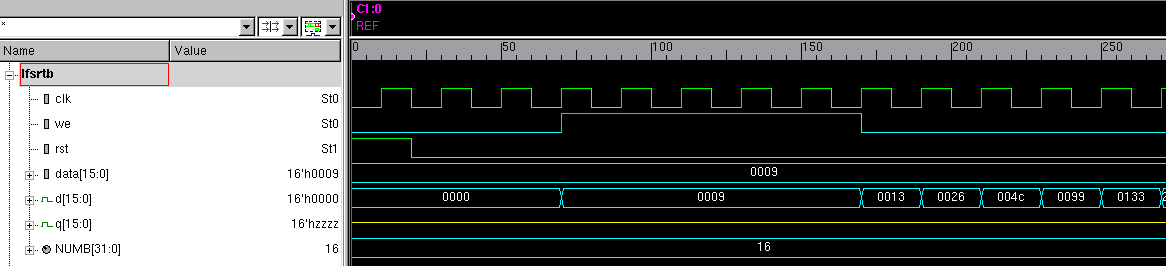 C1:0
*
REF
Name Value
0 50 100 150 200 250
lfsrtb
clk St0
we St0
rst St1
data[15:0] 16'h0009 0009
d[15:0] 16'h0000 0000 0009 0013 0026 004c 0099 0133
q[15:0] 16'hzzzz
NUMB[31:0] 16 16